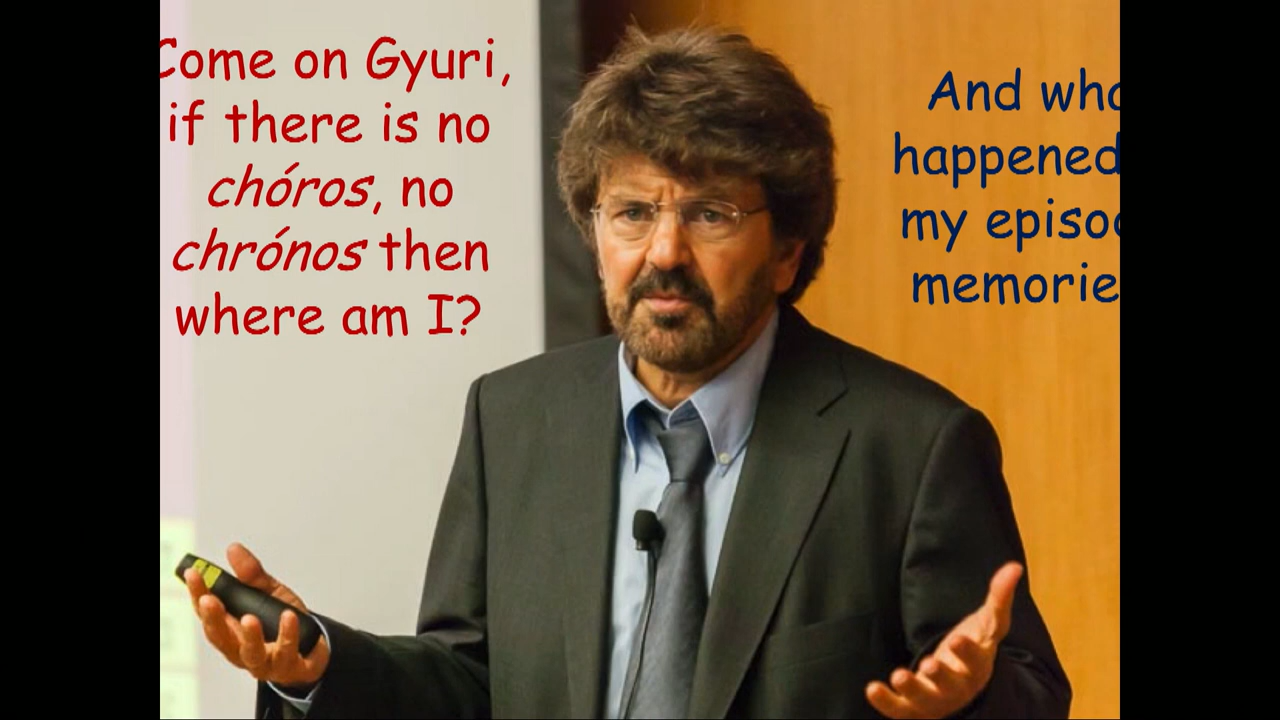 Come on Gyuri,
if there is no
chóros, no
chrónos then
where am I?
And
happened
my